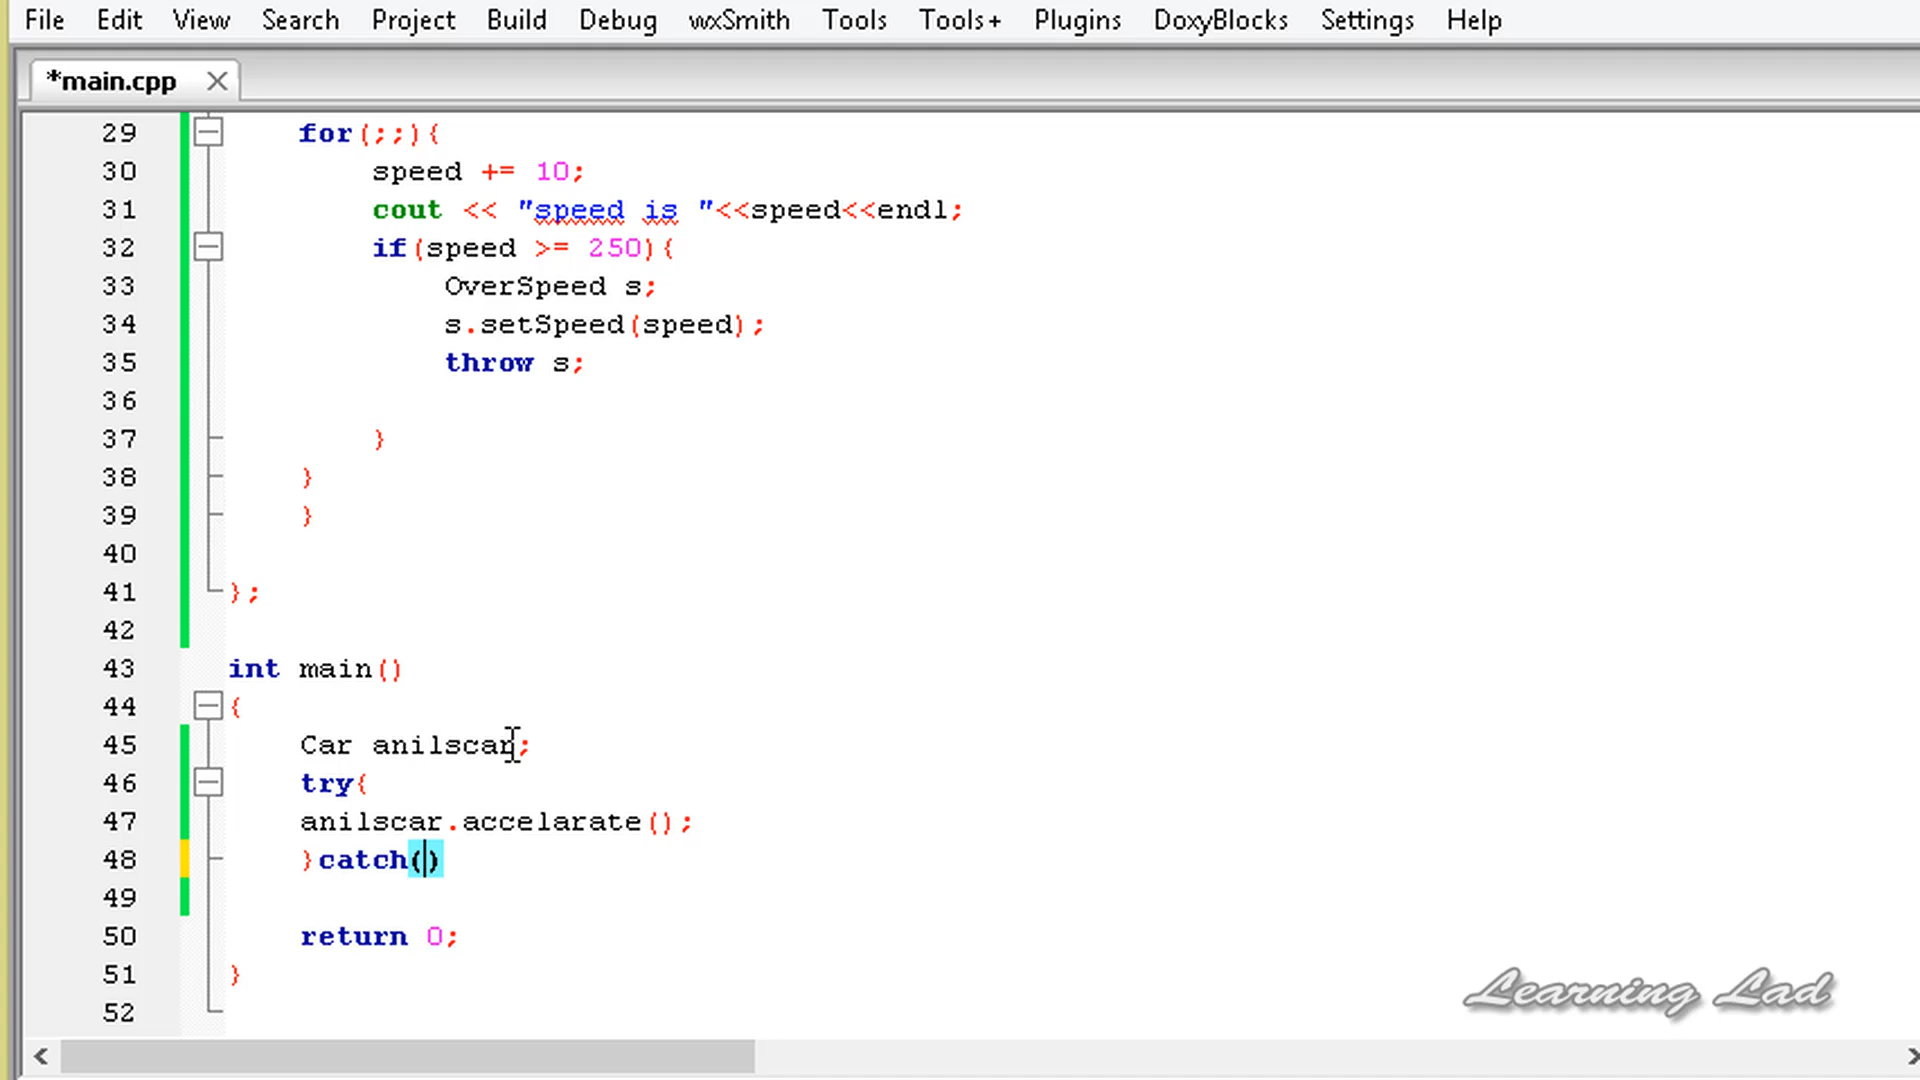 File Edit View Search Project Build Debug wxSmith Tools Tools+ Plugins DoxyBlocks Settings Help
*main.cpp
29 for(;;){
30 speed += 10;
31 cout << "speed is "<<speed<<endl;
32 if(speed >= 250){
33 OverSpeed s;
34 s.setSpeed(speed);
35 throw s;
36
37 }
38 }
39 }
40
41 };
42
43 int main()
44 {
45 Car anilscar;
46 try{
47 anilscar.accelarate();
48 }catch()
49
50 return 0;
51 }
52
Learning Lad